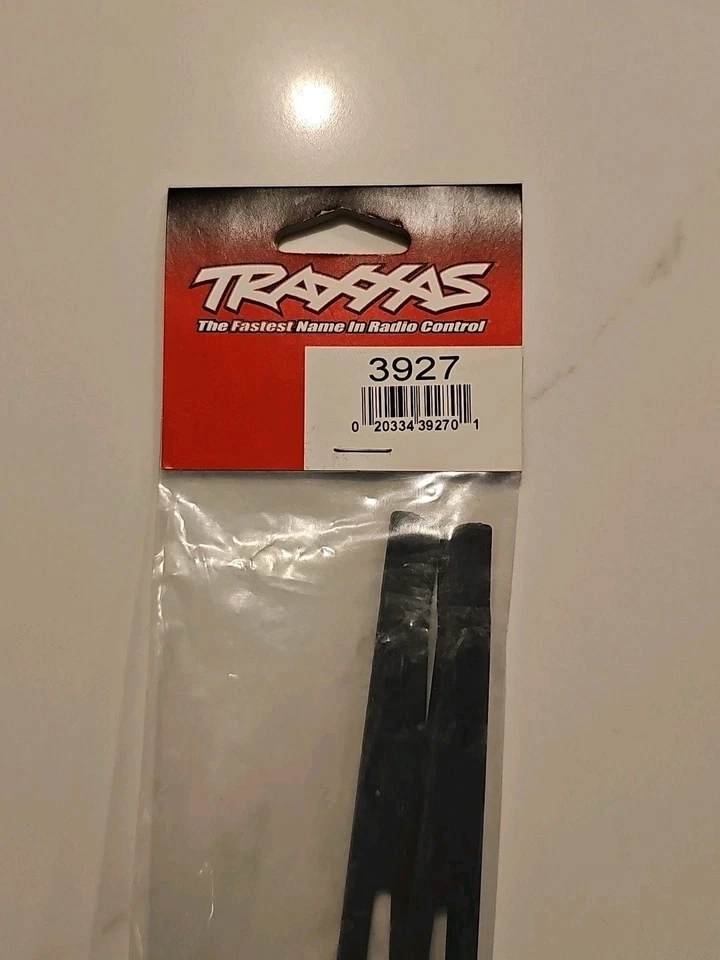 TRAXXAS
The Fastest Name In Radio Control
3927
0 20334 39270 1